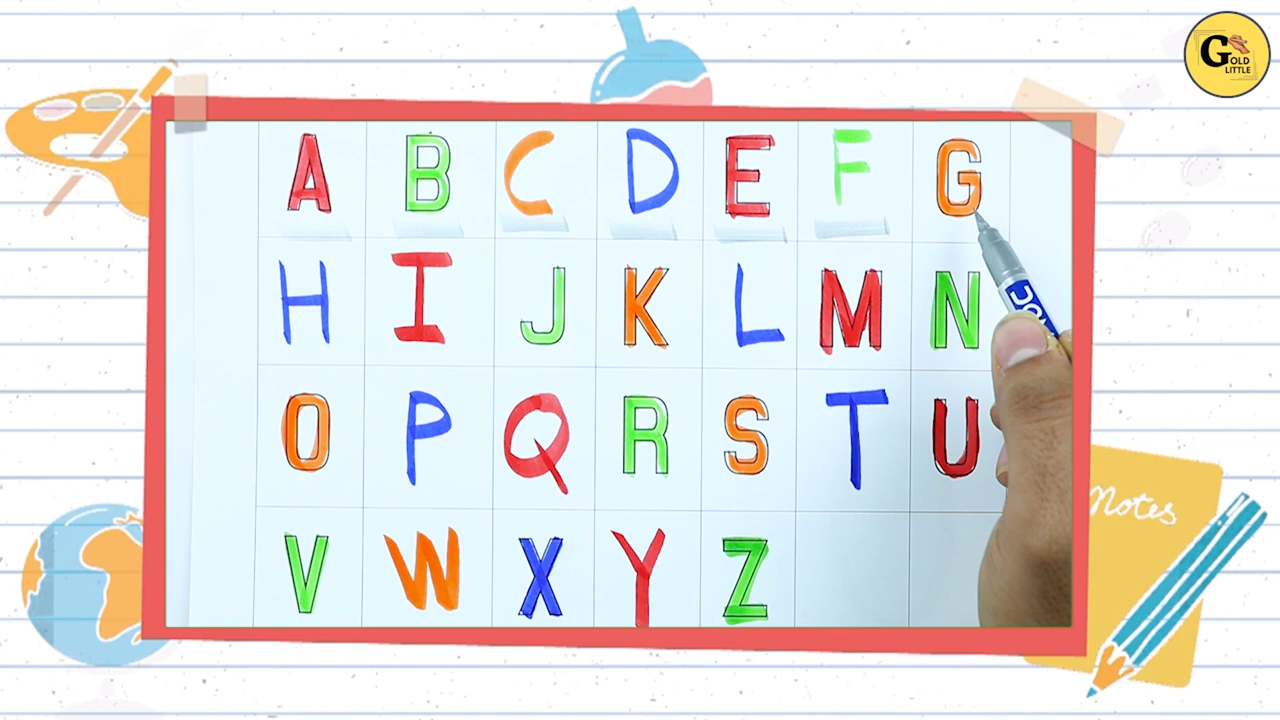 GOLD
LITTLE
A B C D E F G
H I J K L M N
O P Q R S T U
V W X Y Z
Notes